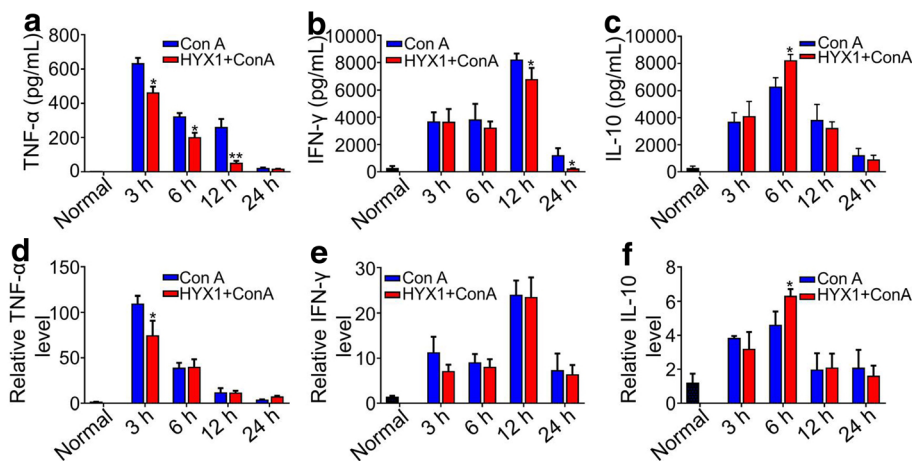 a
TNF-α (pg/mL)
800
600
400
200
0
Con A
HYX1+ConA
*
*
**
Normal
3 h
6 h
12 h
24 h
b
IFN-γ (pg/mL)
10000
8000
6000
4000
2000
0
Con A
HYX1+ConA
*
*
Normal
3 h
6 h
12 h
24 h
c
IL-10 (pg/mL)
10000
8000
6000
4000
2000
0
Con A
HYX1+ConA
*
Normal
3 h
6 h
12 h
24 h
d
Relative TNF-α
level
150
100
50
0
Con A
HYX1+ConA
*
Normal
3 h
6 h
12 h
24 h
e
Relative IFN-γ
level
30
20
10
0
Con A
HYX1+ConA
Normal
3 h
6 h
12 h
24 h
f
Relative IL-10
level
8
6
4
2
0
Con A
HYX1+ConA
*
Normal
3 h
6 h
12 h
24 h